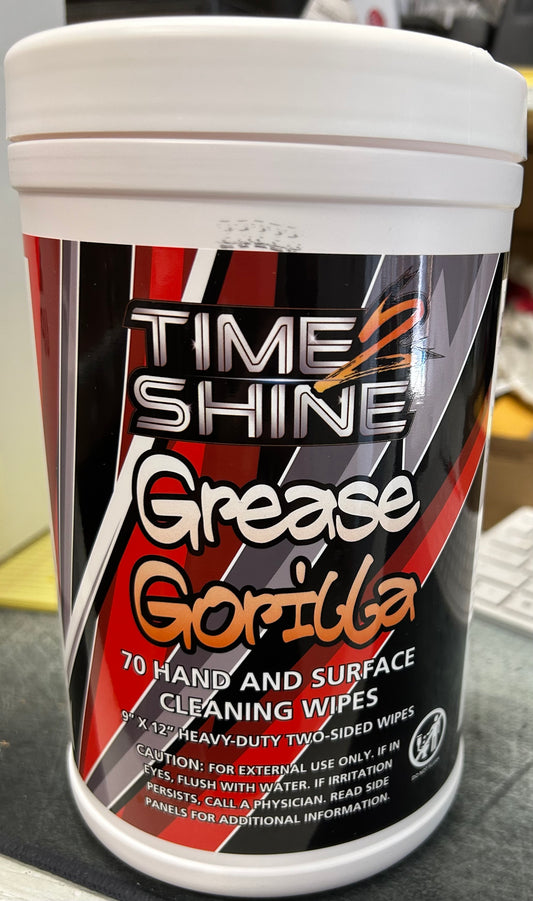 TIME 2
SHINE
Grease
Gorilla
70 HAND AND SURFACE
CLEANING WIPES
9" X 12" HEAVY-DUTY TWO-SIDED WIPES
CAUTION: FOR EXTERNAL USE ONLY. IF IN
EYES, FLUSH WITH WATER. IF IRRITATION
PERSISTS, CALL A PHYSICIAN. READ SIDE
PANELS FOR ADDITIONAL INFORMATION.